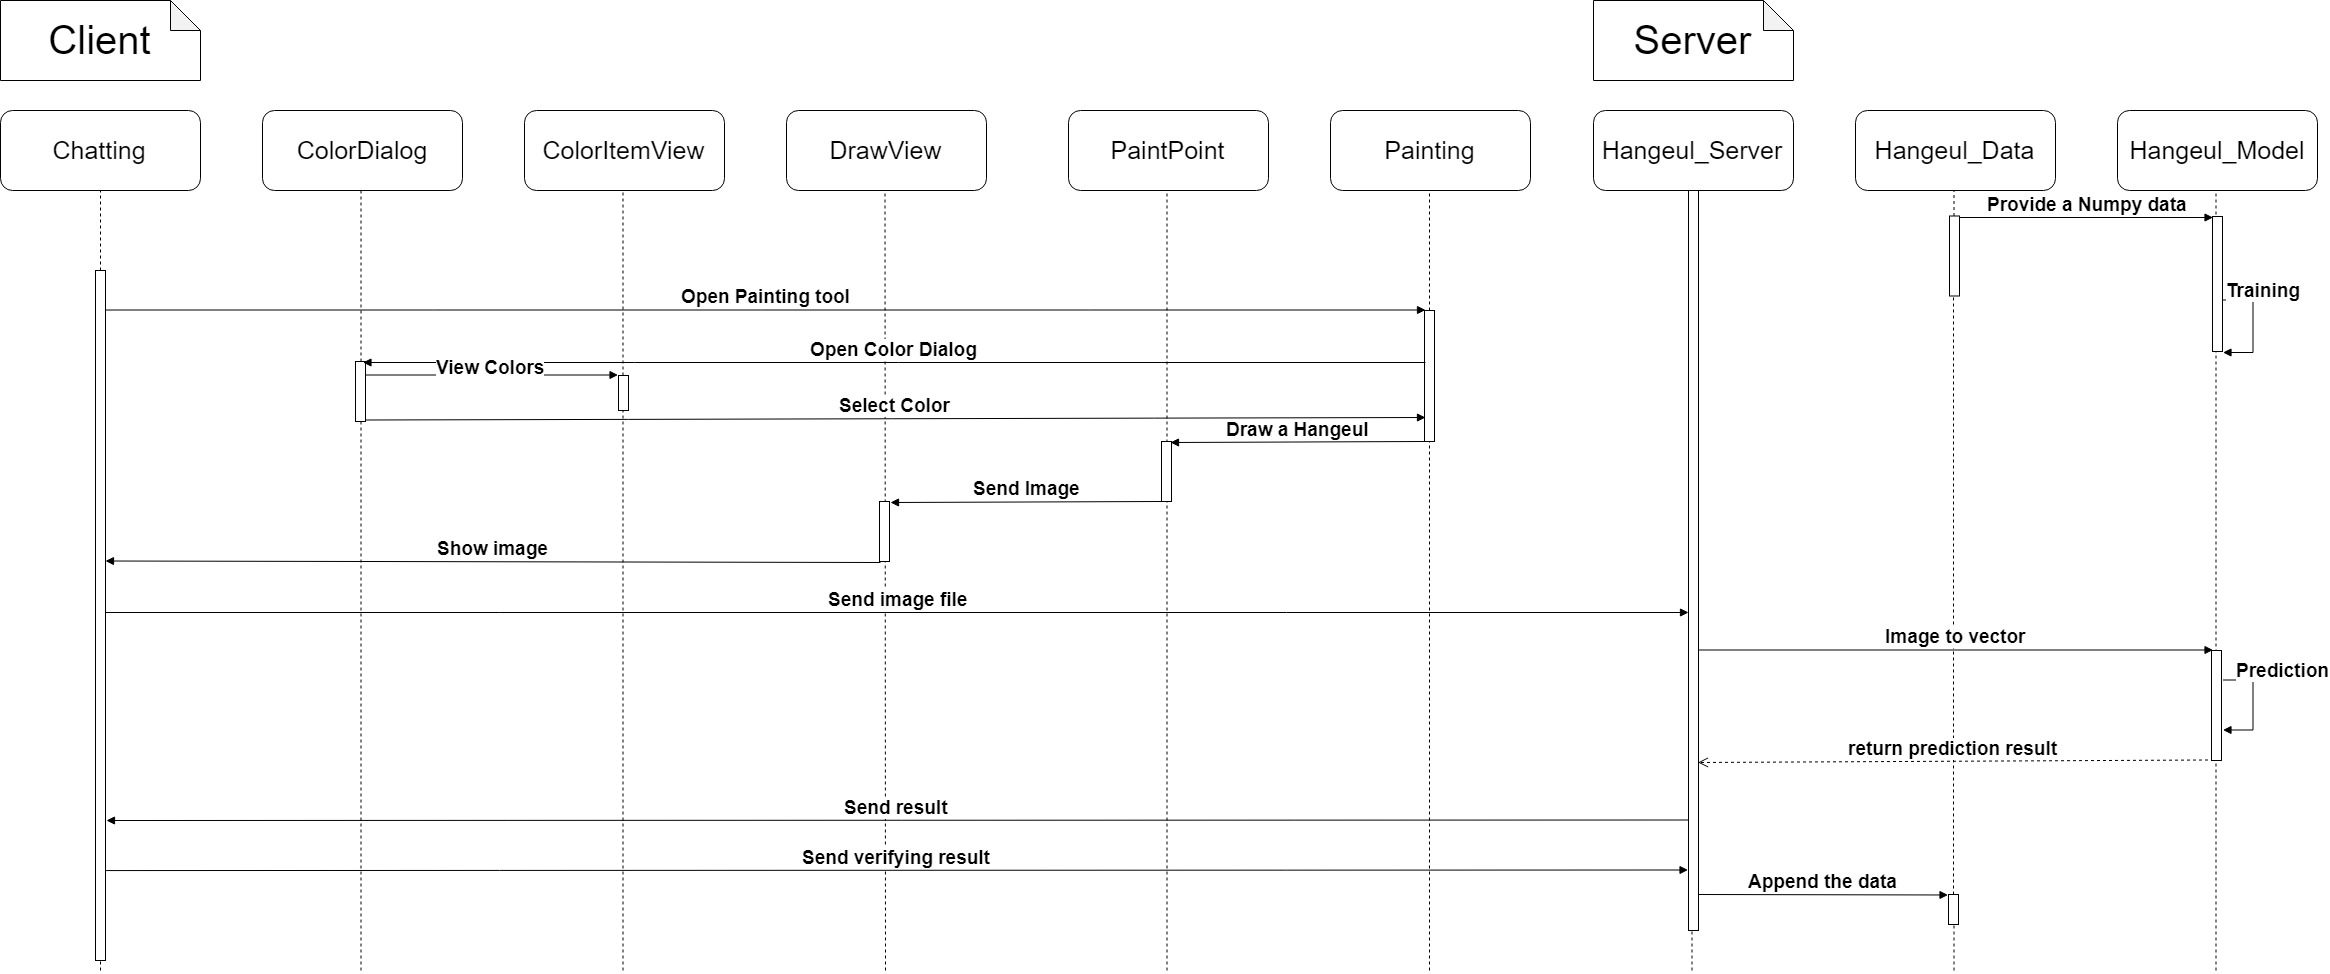 Client
Server
Chatting
ColorDialog
ColorItemView
DrawView
PaintPoint
Painting
Hangeul_Server
Hangeul_Data
Hangeul_Model
Provide a Numpy data
Training
Open Painting tool
Open Color Dialog
View Colors
Select Color
Draw a Hangeul
Send Image
Show image
Send image file
Image to vector
Prediction
return prediction result
Send result
Send verifying result
Append the data